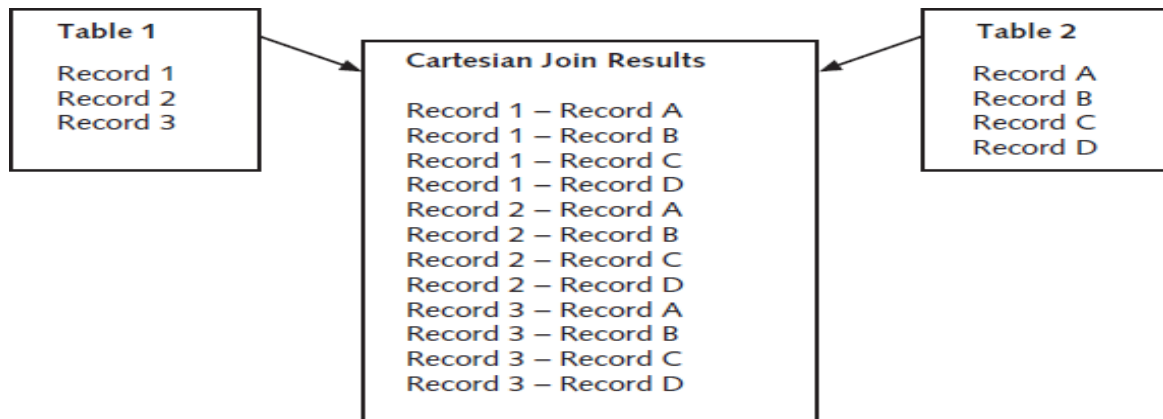 Table 1
Record 1
Record 2
Record 3
Cartesian Join Results
Record 1 – Record A
Record 1 – Record B
Record 1 – Record C
Record 1 – Record D
Record 2 – Record A
Record 2 – Record B
Record 2 – Record C
Record 2 – Record D
Record 3 – Record A
Record 3 – Record B
Record 3 – Record C
Record 3 – Record D
Table 2
Record A
Record B
Record C
Record D